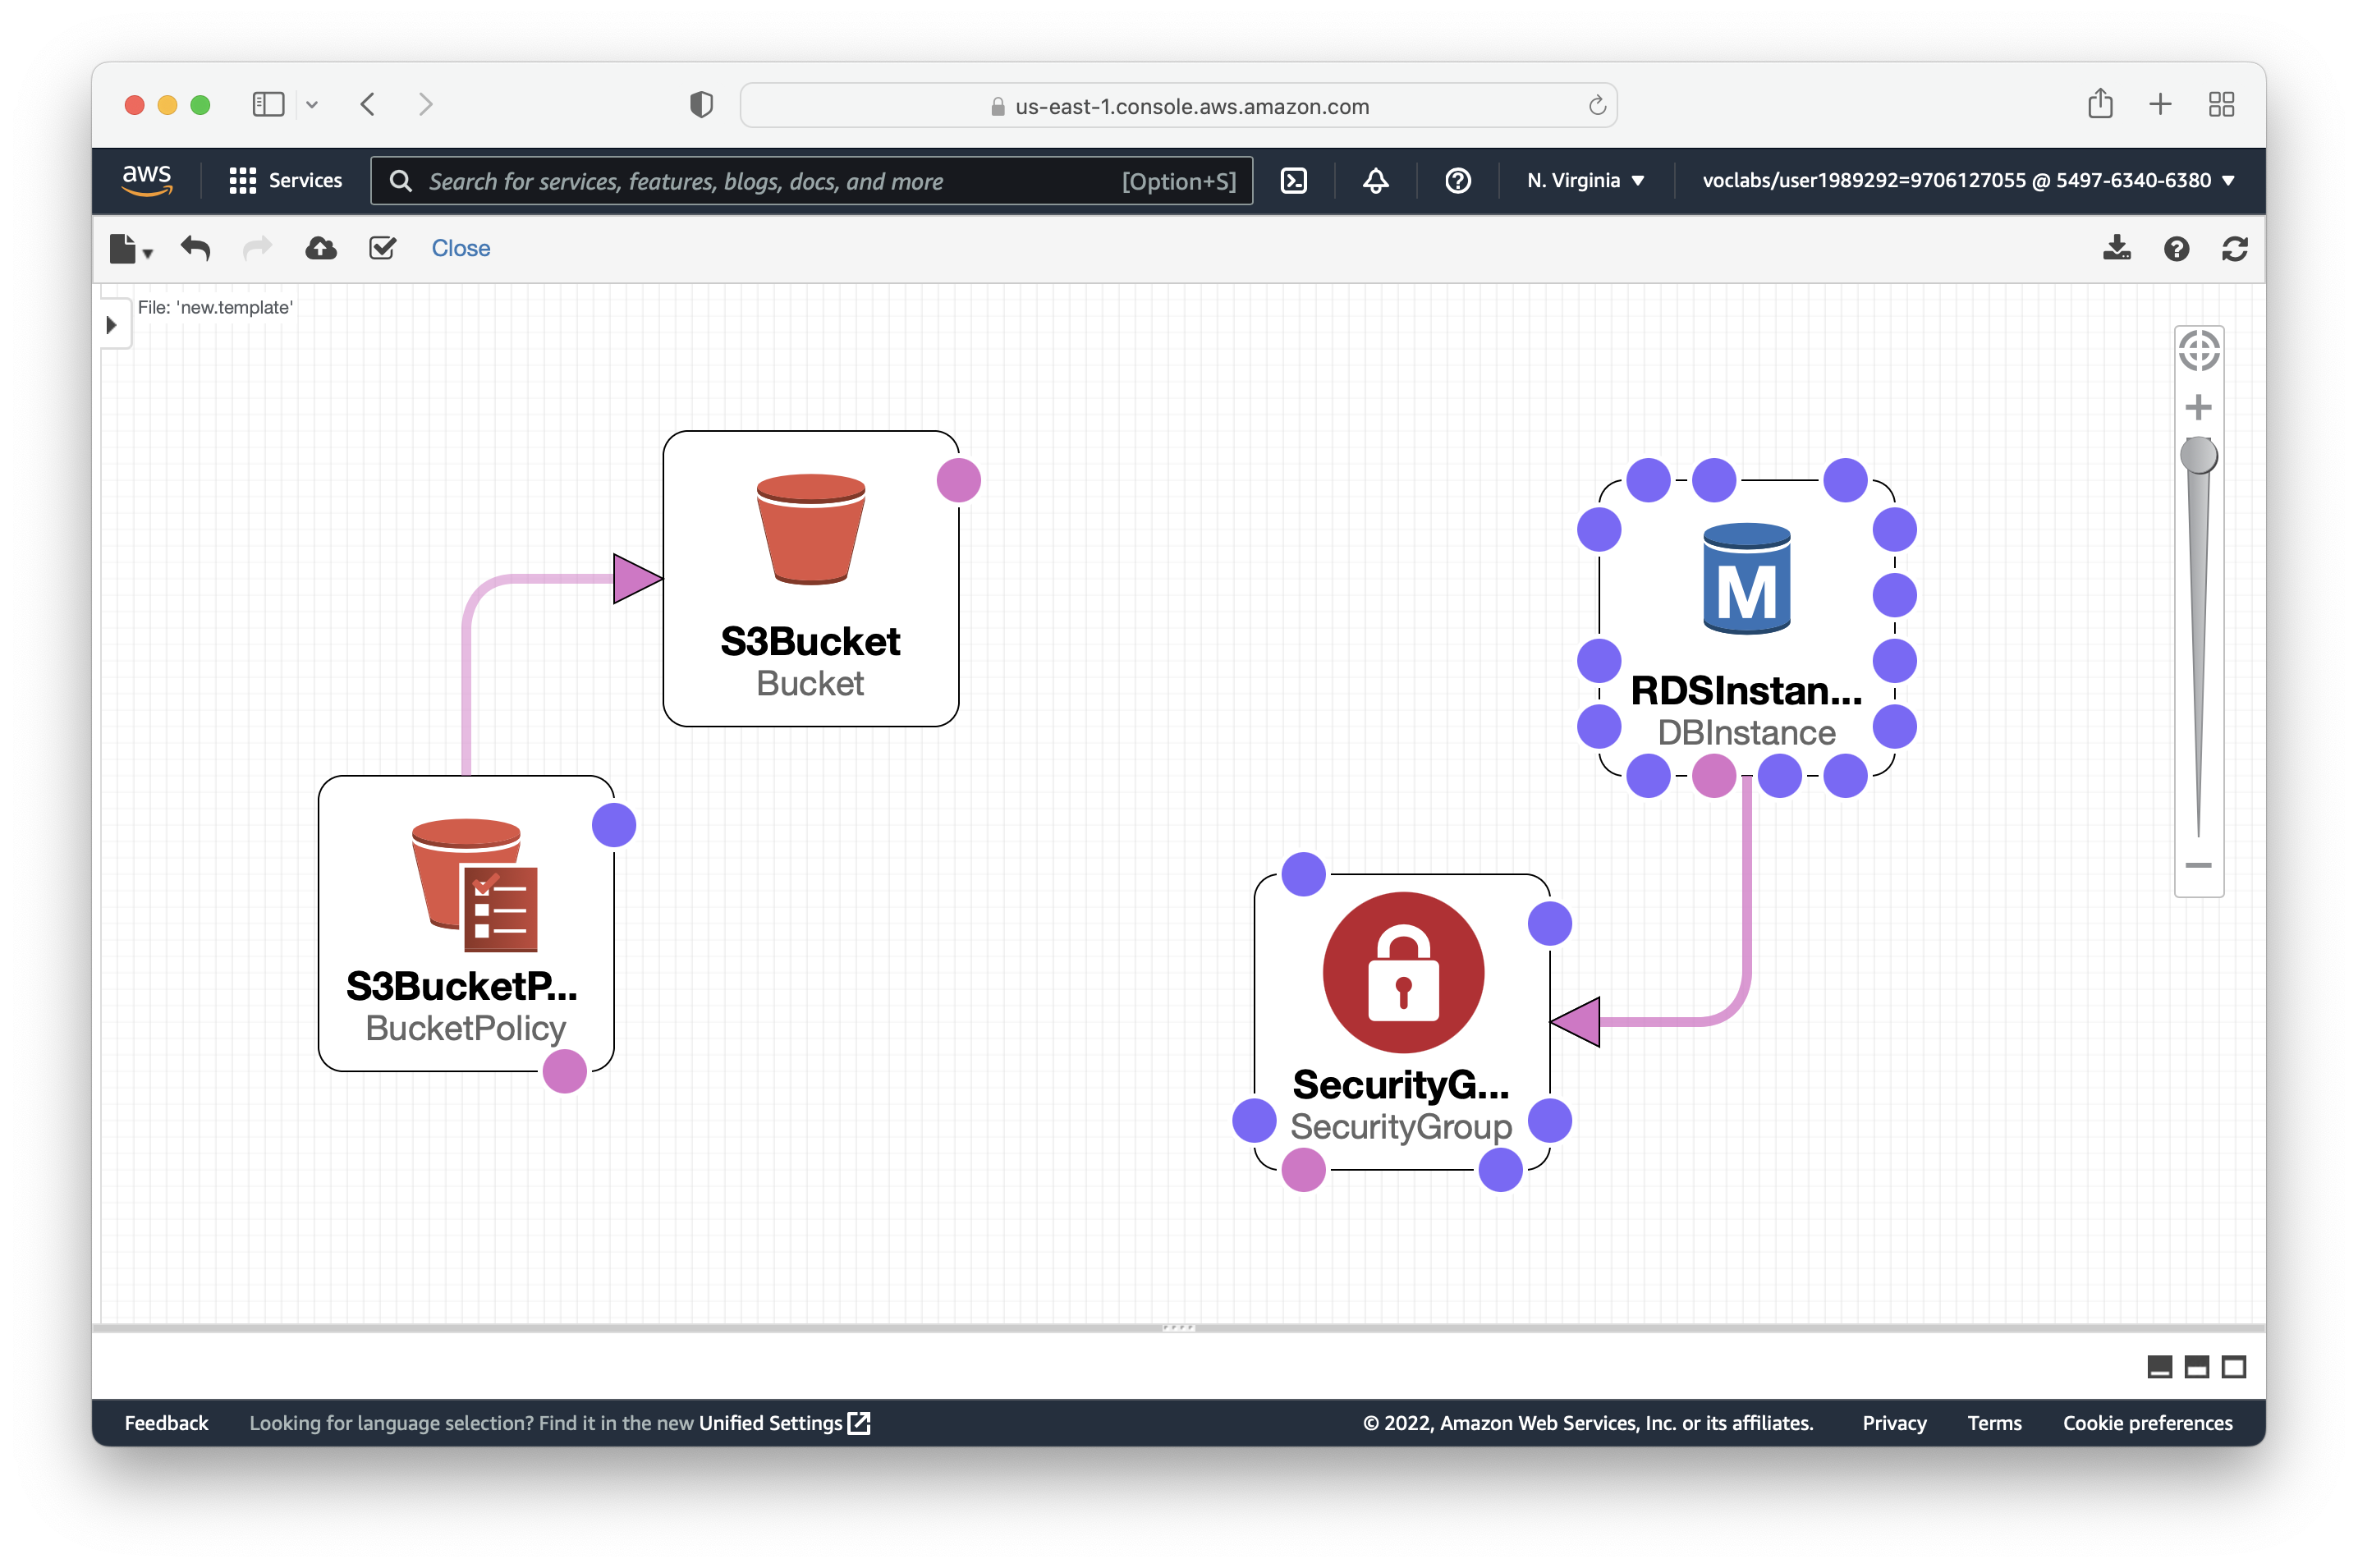 us-east-1.console.aws.amazon.com
aws
Services
Search for services, features, blogs, docs, and more
[Option+S]
N. Virginia
voclabs/user1989292=9706127055 @ 5497-6340-6380
Close
File: 'new.template'
S3Bucket
Bucket
M
RDSInstan...
DBInstance
S3BucketP...
BucketPolicy
SecurityG...
SecurityGroup
Feedback
Looking for language selection? Find it in the new Unified Settings
© 2022, Amazon Web Services, Inc. or its affiliates.
Privacy
Terms
Cookie preferences